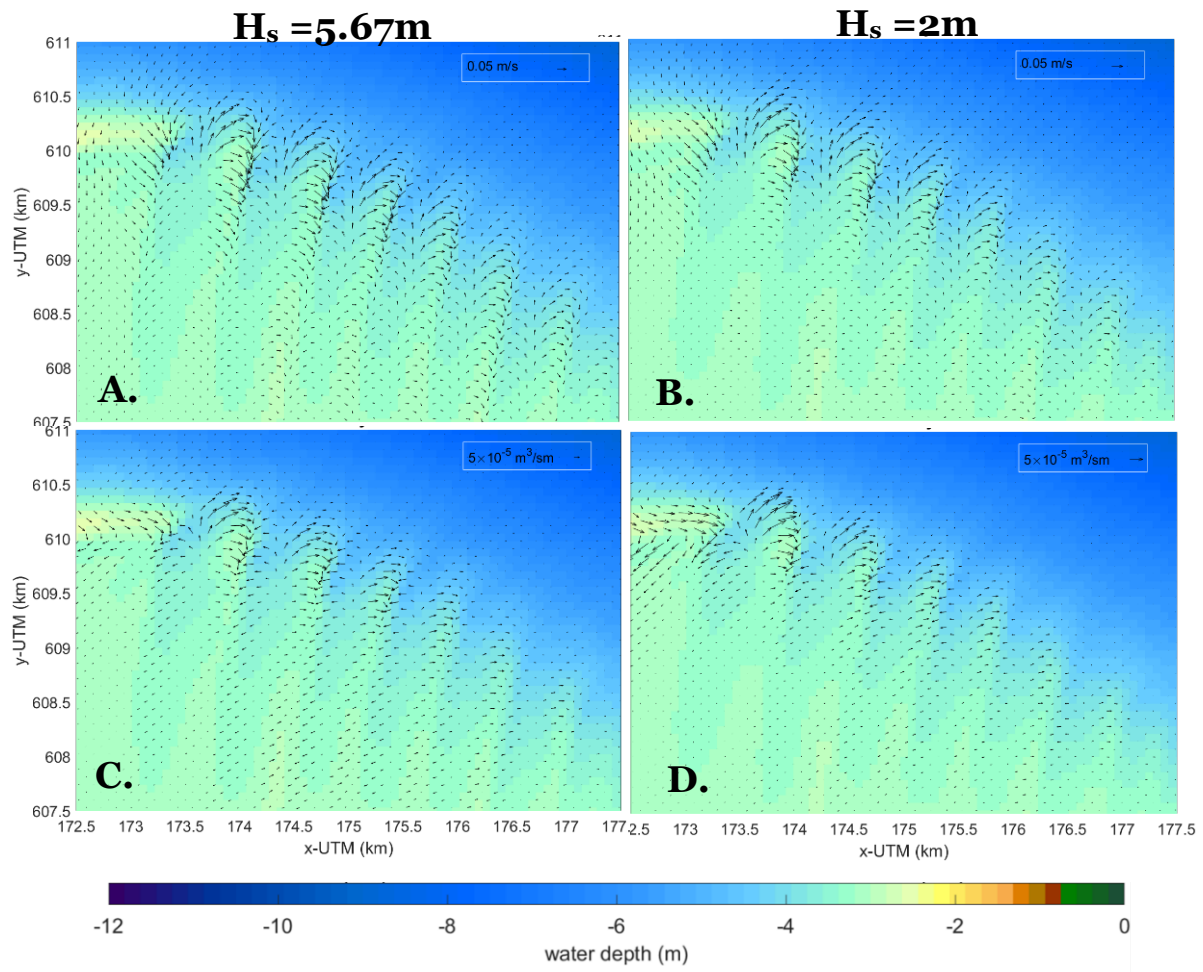 Hₛ =5.67m
Hₛ =2m
611
0.05 m/s
0.05 m/s
610.5
610
609.5
609
608.5
608
607.5
y-UTM (km)
A.
B.
611
5×10⁻⁵ m³/sm
5×10⁻⁵ m³/sm
610.5
610
609.5
609
608.5
608
607.5
y-UTM (km)
C.
D.
172.5 173 173.5 174 174.5 175 175.5 176 176.5 177 177.
2.5 173 173.5 174 174.5 175 175.5 176 176.5 177 177.5
x-UTM (km)
x-UTM (km)
-12 -10 -8 -6 -4 -2 0
water depth (m)